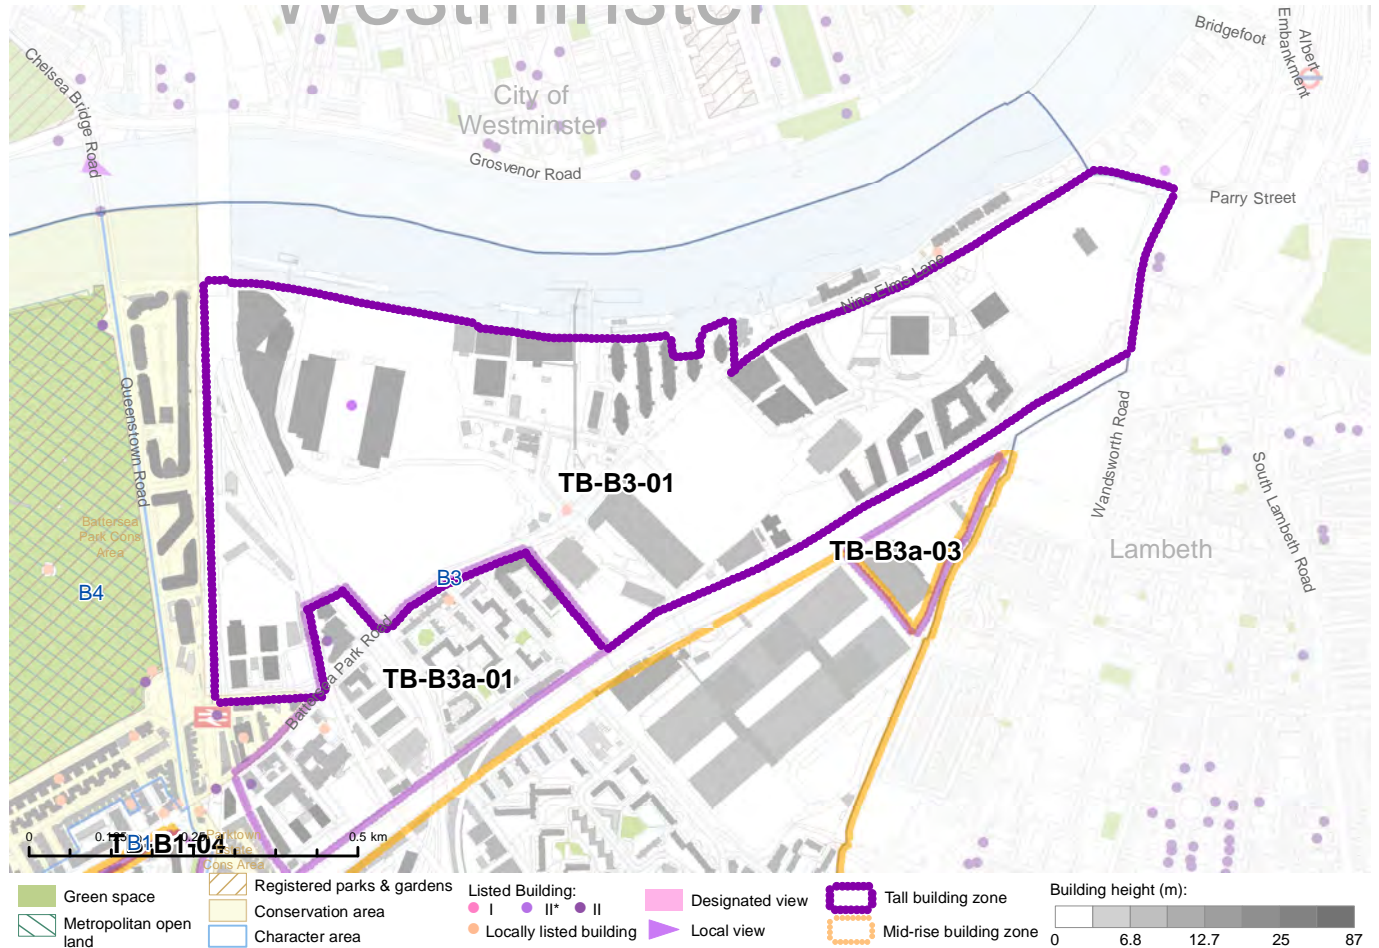 Westminster
Bridgefoot
Albert
Embankment
Chelsea Bridge Road
City of
Westminster
Grosvenor Road
Parry Street
Nine Elms Lane
Queenstown Road
Wandsworth Road
South Lambeth Road
TB-B3-01
Battersea
Park Cons
Area
TB-B3a-03
Lambeth
B3
B4
TB-B3a-01
Battersea Park Road
0
0.125
0.25
0.5 km
B1
TB-B1-04
Parktown
Cons Area
Green space
Metropolitan open
land
Registered parks & gardens
Conservation area
Character area
Listed Building:
I II* II
Locally listed building
Designated view
Local view
Tall building zone
Mid-rise building zone
Building height (m):
0 6.8 12.7 25 87